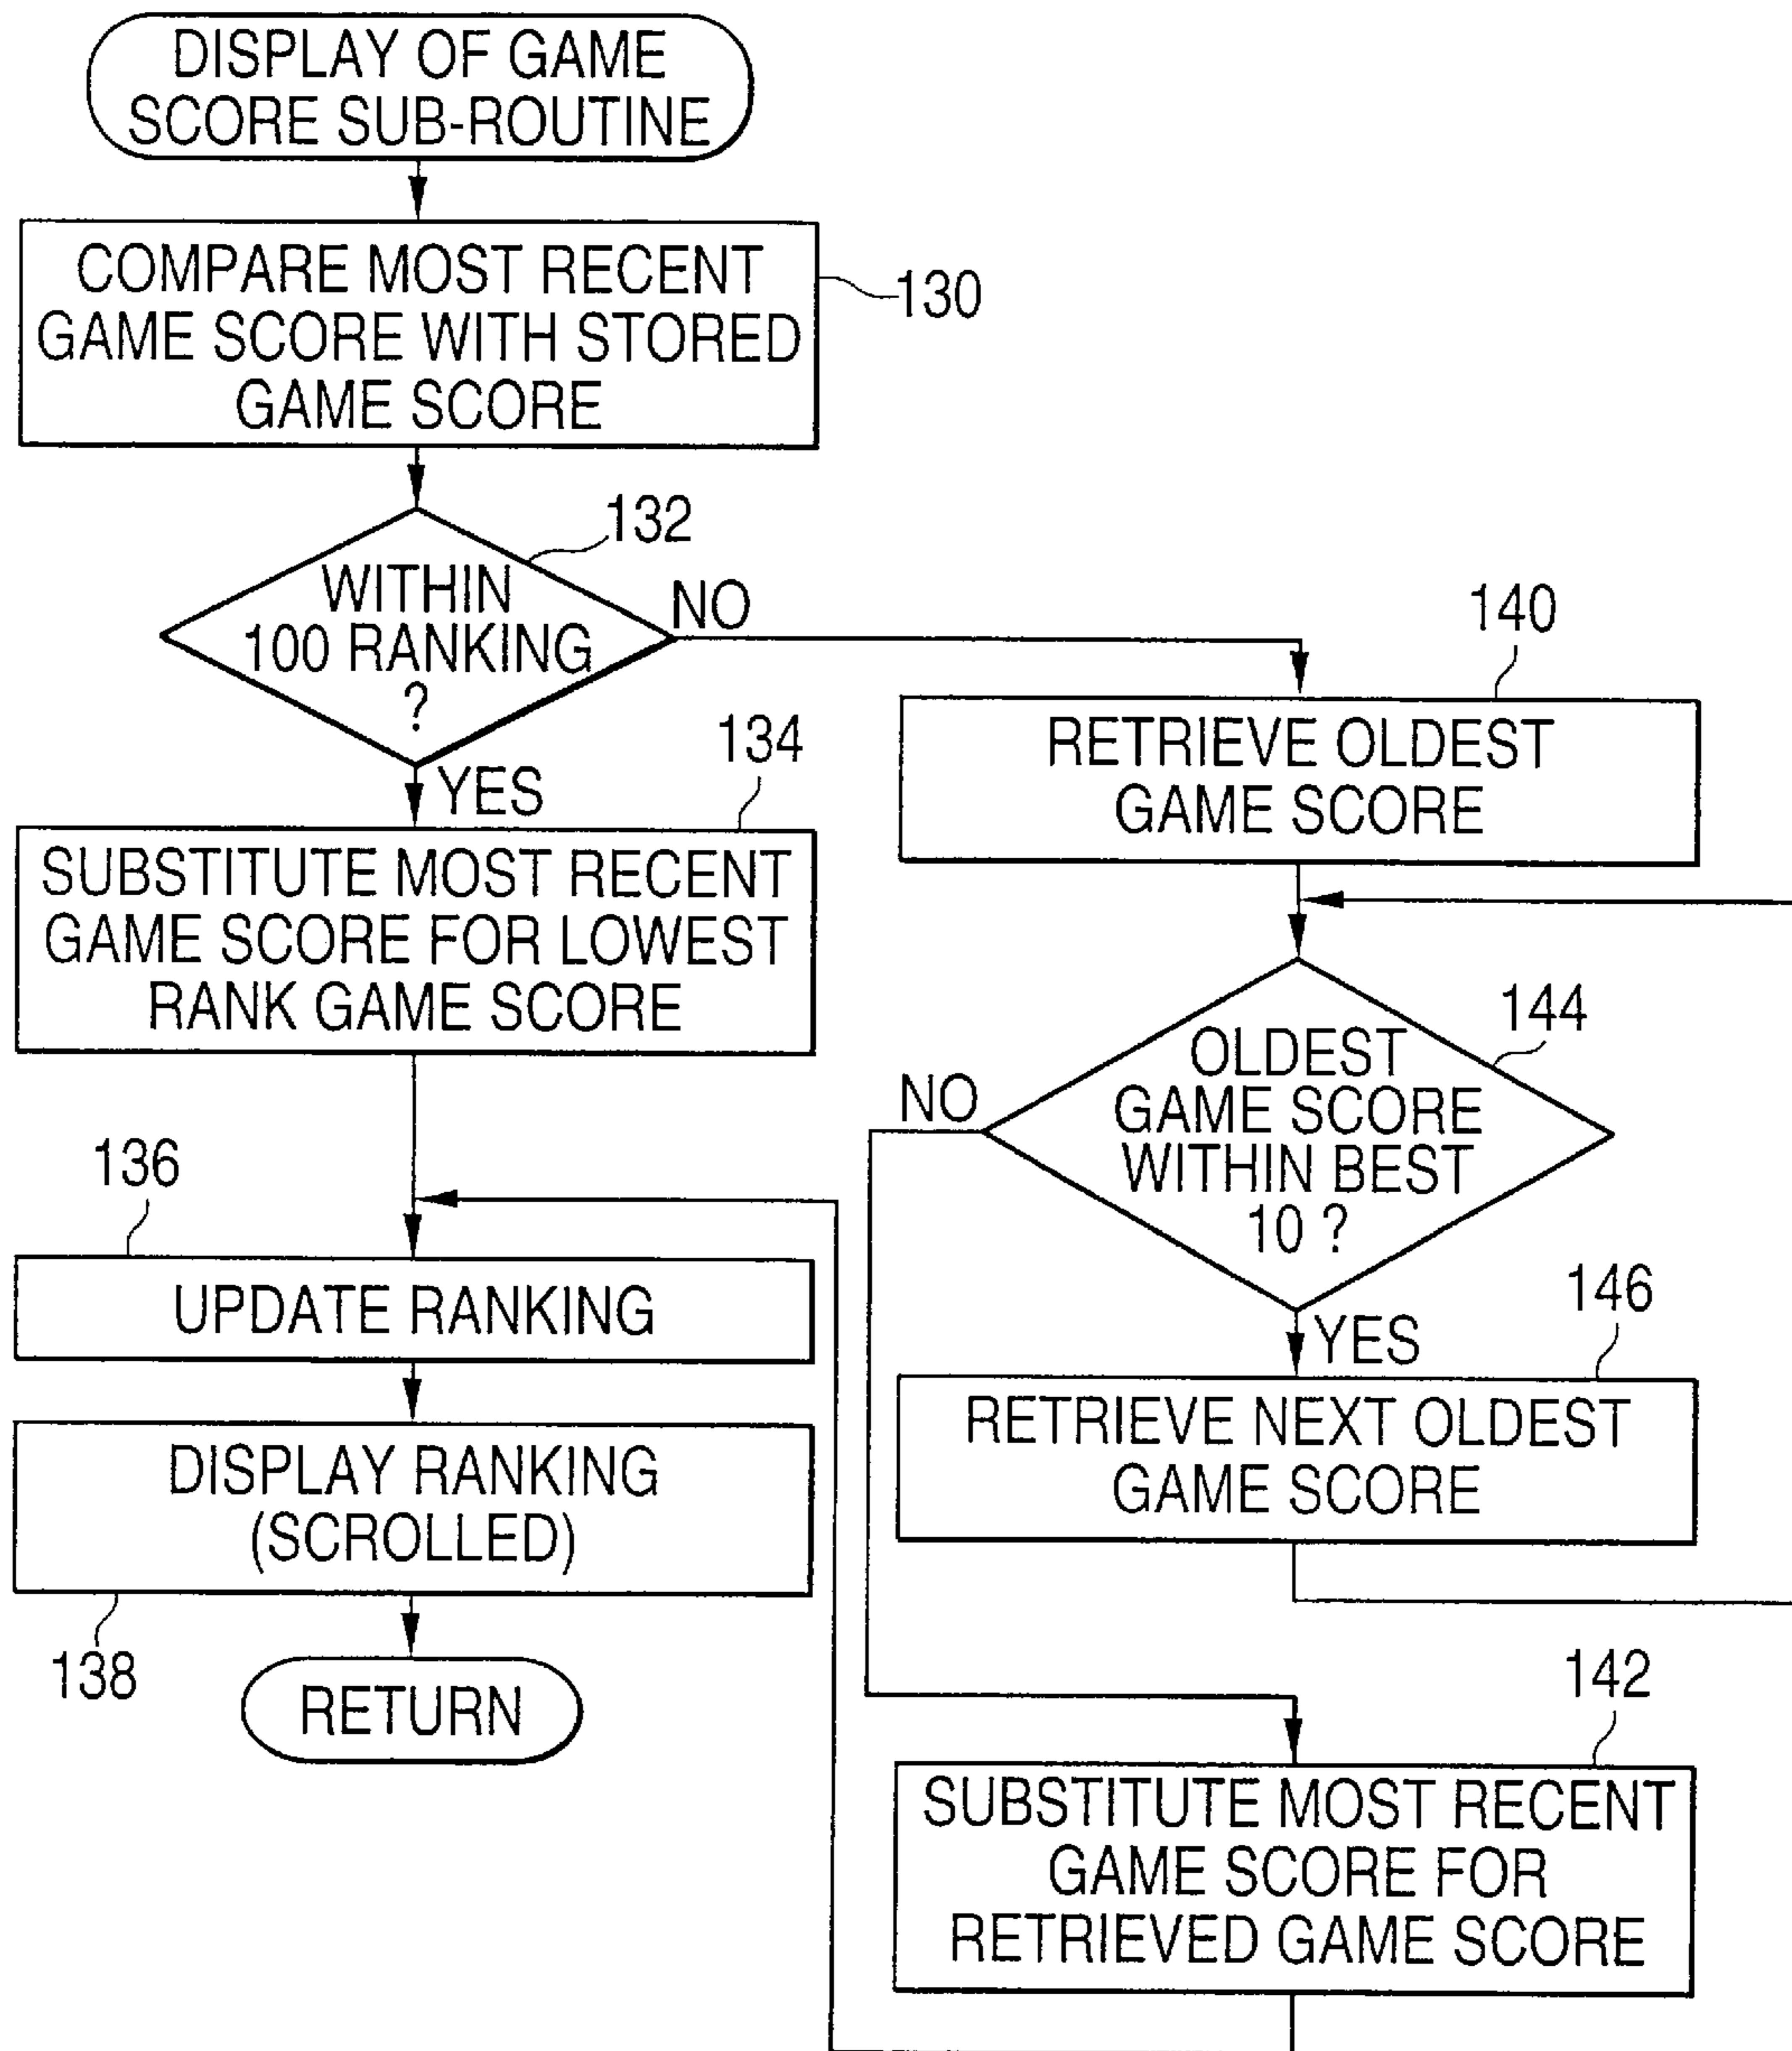 DISPLAY OF GAME
SCORE SUB-ROUTINE
COMPARE MOST RECENT
GAME SCORE WITH STORED
GAME SCORE
130
WITHIN
100 RANKING
?
132
NO
YES
134
SUBSTITUTE MOST RECENT
GAME SCORE FOR LOWEST
RANK GAME SCORE
136
UPDATE RANKING
DISPLAY RANKING
(SCROLLED)
138
RETURN
140
RETRIEVE OLDEST
GAME SCORE
144
OLDEST
GAME SCORE
WITHIN BEST
10 ?
NO
YES
146
RETRIEVE NEXT OLDEST
GAME SCORE
142
SUBSTITUTE MOST RECENT
GAME SCORE FOR
RETRIEVED GAME SCORE